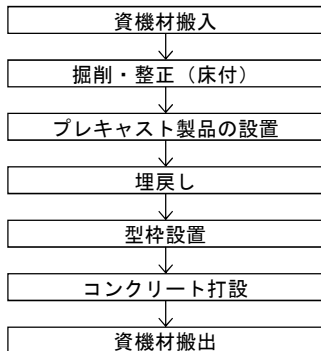 資機材搬入
掘削・整正（床付）
プレキャスト製品の設置
埋戻し
型枠設置
コンクリート打設
資機材搬出